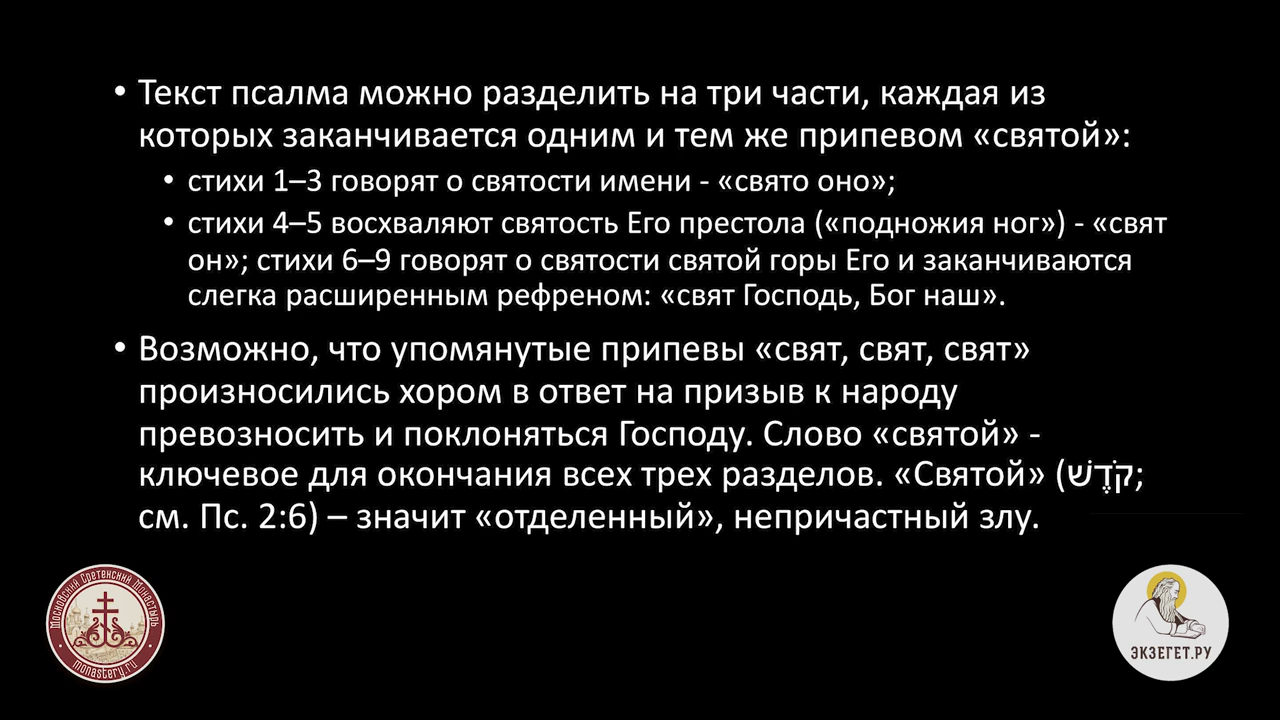 • Текст псалма можно разделить на три части, каждая из
которых заканчивается одним и тем же припевом «святой»:
• стихи 1–3 говорят о святости имени - «свято оно»;
• стихи 4–5 восхваляют святость Его престола («подножия ног») - «свят
он»; стихи 6–9 говорят о святости святой горы Его и заканчиваются
слегка расширенным рефреном: «свят Господь, Бог наш».
• Возможно, что упомянутые припевы «свят, свят, свят»
произносились хором в ответ на призыв к народу
превозносить и поклоняться Господу. Слово «святой» -
ключевое для окончания всех трех разделов. «Святой» (קֹדֶשׁ;
см. Пс. 2:6) – значит «отделенный», непричастный злу.
Московский Сретенский Монастырь
monastery.ru
ЭКЗЕГЕТ.РУ